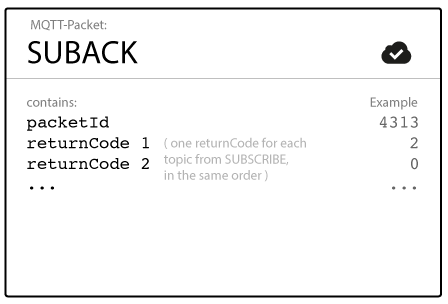 MQTT-Packet:
SUBACK
contains: Example
packetId 4313
returnCode 1 ( one returnCode for each 2
returnCode 2 topic from SUBSCRIBE, 0
in the same order )
... ...